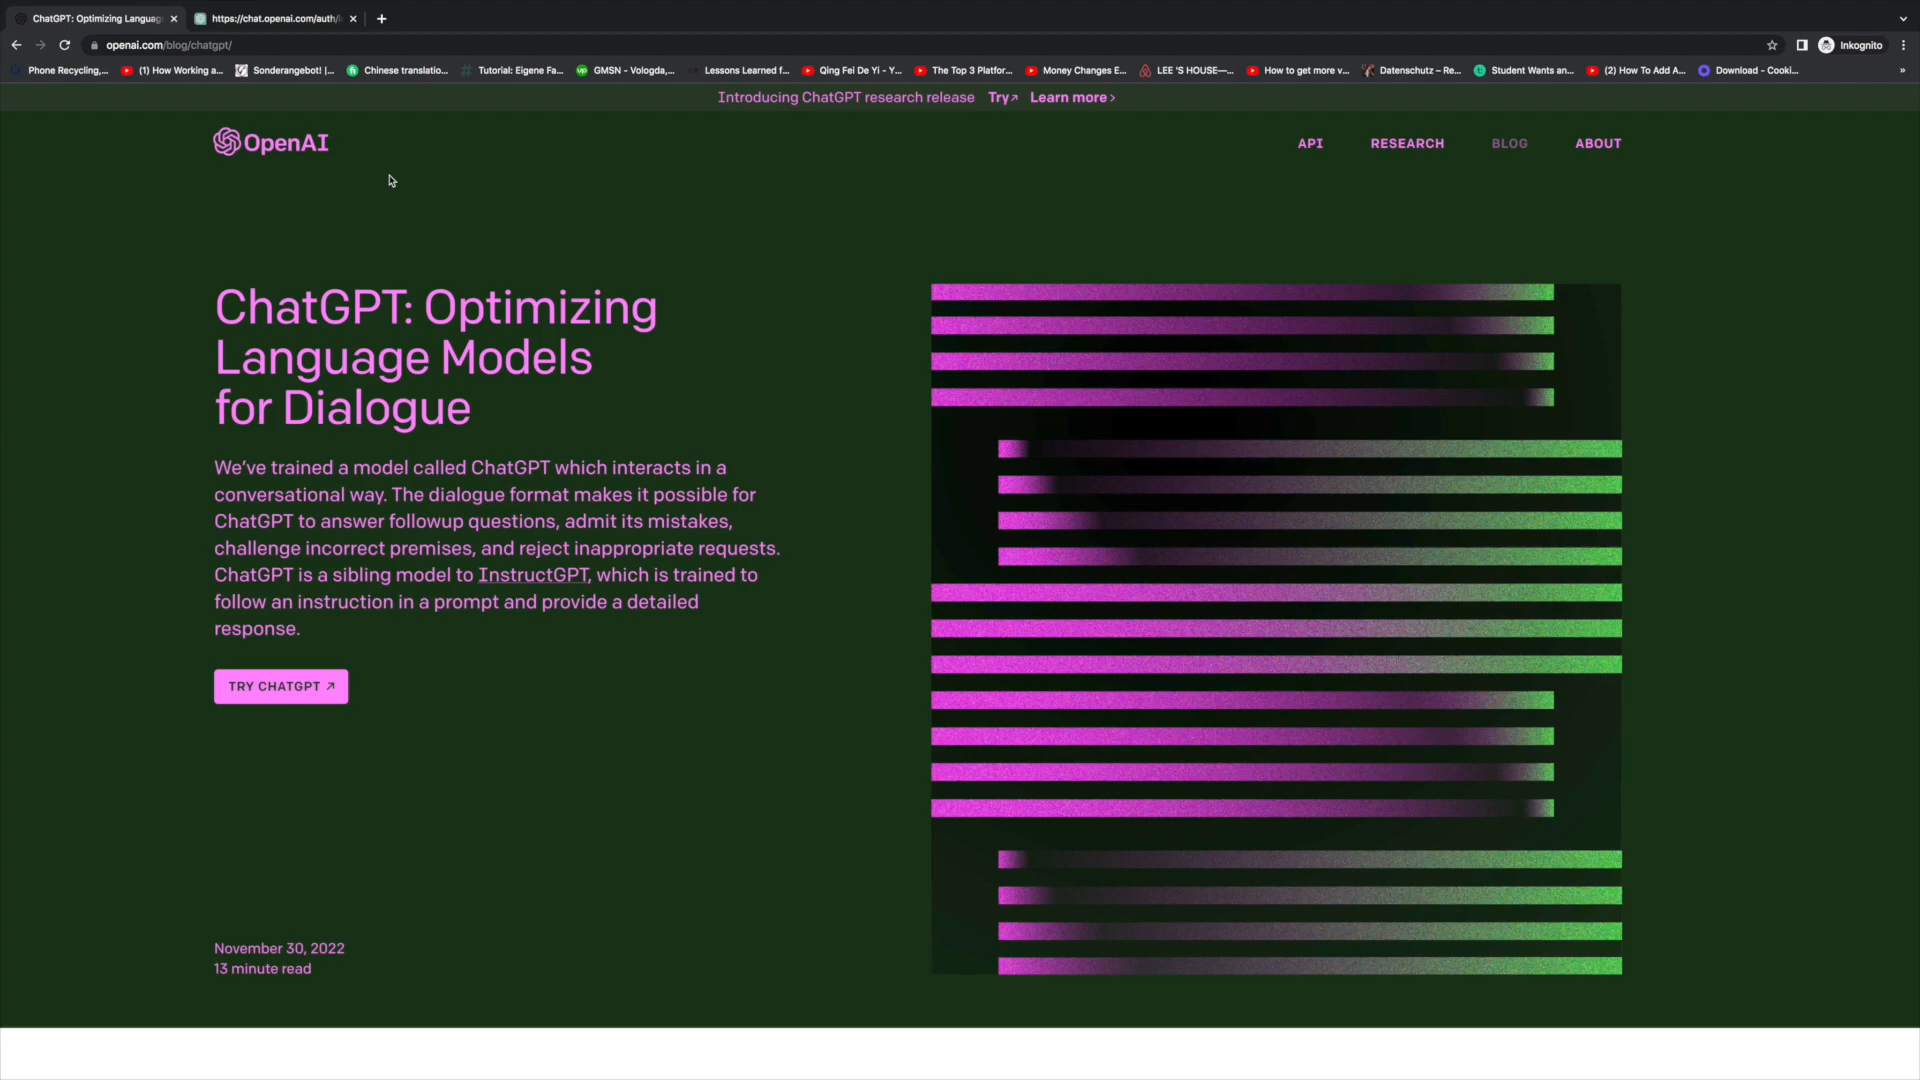 ChatGPT: Optimizing Languag
https://chat.openai.com/auth/l
openai.com/blog/chatgpt/
Inkognito
Phone Recycling,...
(1) How Working a...
Sonderangebot! |...
Chinese translatio...
Tutorial: Eigene Fa...
GMSN - Vologda,...
Lessons Learned f...
Qing Fei De Yi - Y...
The Top 3 Platfor...
Money Changes E...
LEE 'S HOUSE—...
How to get more v...
Datenschutz – Re...
Student Wants an...
(2) How To Add A...
Download - Cooki...
Introducing ChatGPT research release Try↗ Learn more ›
OpenAI
API
RESEARCH
BLOG
ABOUT
ChatGPT: Optimizing
Language Models
for Dialogue
We’ve trained a model called ChatGPT which interacts in a
conversational way. The dialogue format makes it possible for
ChatGPT to answer followup questions, admit its mistakes,
challenge incorrect premises, and reject inappropriate requests.
ChatGPT is a sibling model to InstructGPT, which is trained to
follow an instruction in a prompt and provide a detailed
response.
TRY CHATGPT ↗
November 30, 2022
13 minute read